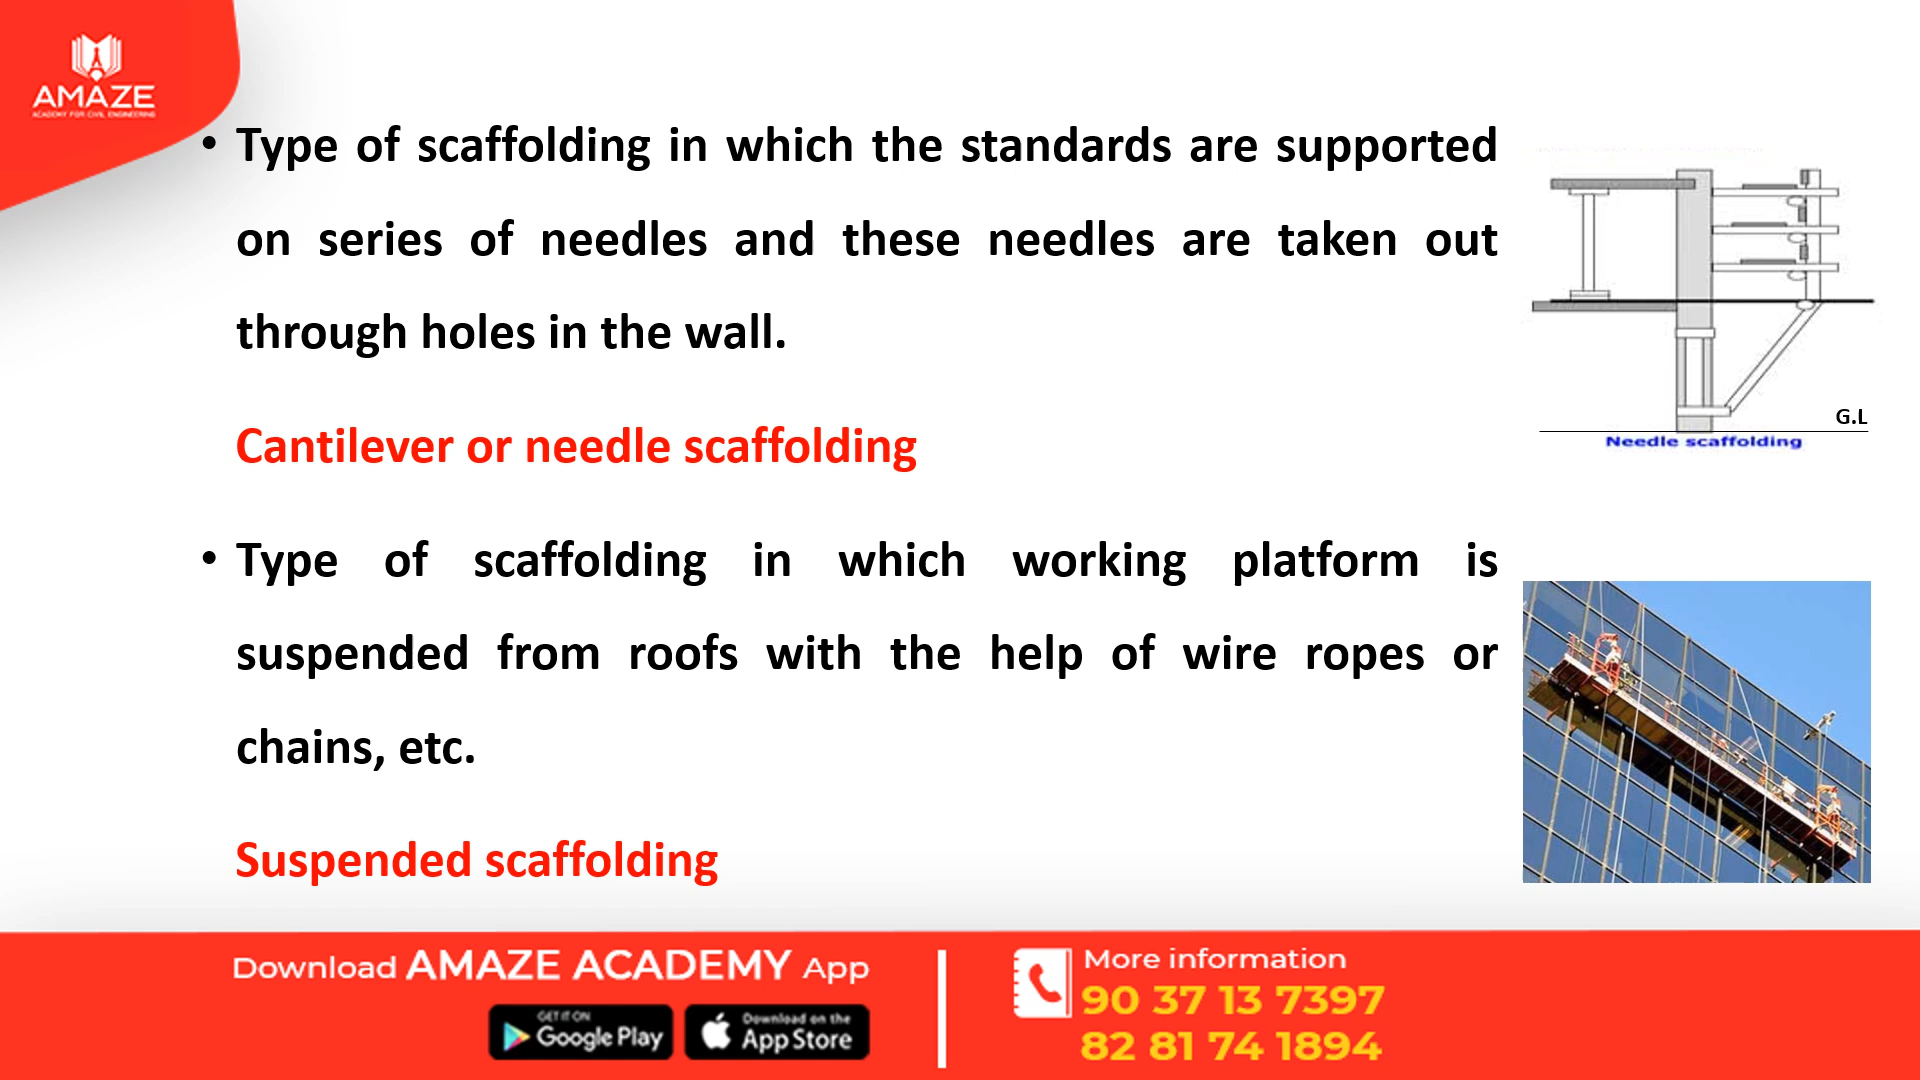 AMAZE
ACADEMY FOR CIVIL ENGINEERING
• Type of scaffolding in which the standards are supported
on series of needles and these needles are taken out
through holes in the wall.
Cantilever or needle scaffolding
G.L
Needle scaffolding
• Type of scaffolding in which working platform is
suspended from roofs with the help of wire ropes or
chains, etc.
Suspended scaffolding
Download AMAZE ACADEMY App
GET IT ON
Google Play
Download on the
App Store
More information
90 37 13 7397
82 81 74 1894